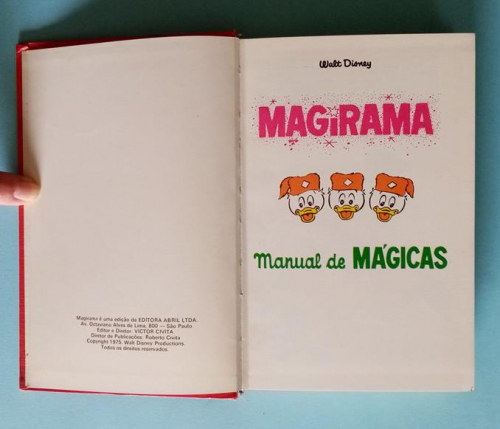 Magirama é uma edição da EDITORA ABRIL LTDA.
Av. Octaviano Alves de Lima, 800 — São Paulo
Editor e Diretor: VICTOR CIVITA
Diretor de Publicações: Roberto Civita
Copyright 1975. Walt Disney Productions.
Todos os direitos reservados.
Walt Disney
MAGiRAMA
manual de MÁGICAS